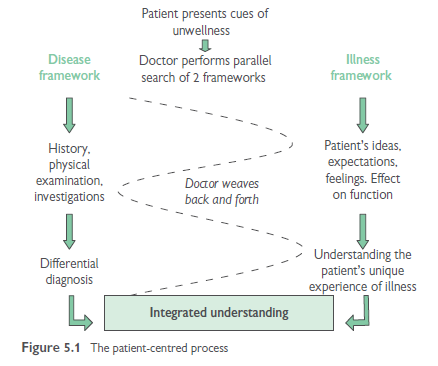 Patient presents cues of
unwellness
Disease
framework
Doctor performs parallel
search of 2 frameworks
Illness
framework
History,
physical
examination,
investigations
Doctor weaves
back and forth
Patient's ideas,
expectations,
feelings. Effect
on function
Differential
diagnosis
Understanding the
patient's unique
experience of illness
Integrated understanding
Figure 5.1 The patient-centred process